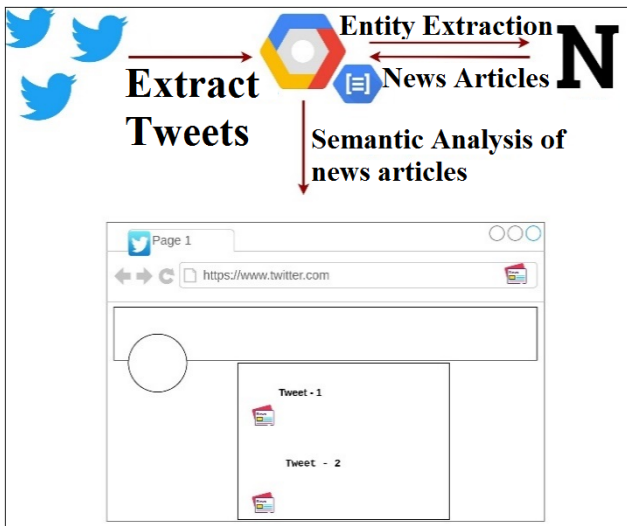 Extract
Tweets
Entity Extraction
News Articles
N
[≡]
Semantic Analysis of
news articles
Page 1
https://www.twitter.com
Tweet - 1
Tweet - 2